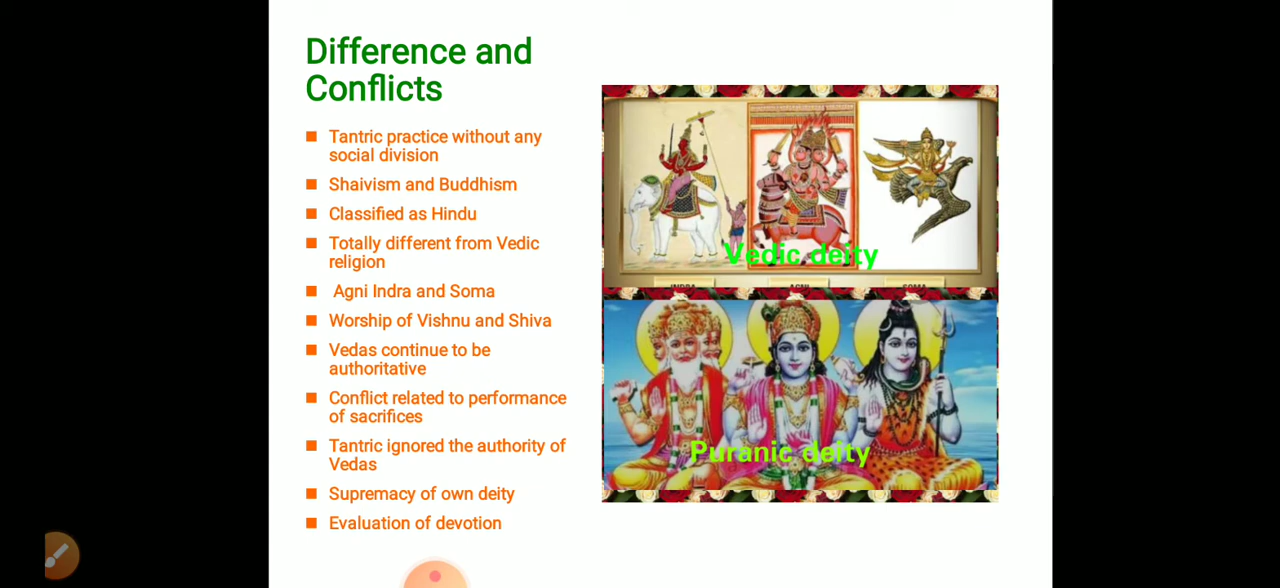 Difference and
Conflicts
Tantric practice without any
social division
Shaivism and Buddhism
Classified as Hindu
Totally different from Vedic
religion
Agni Indra and Soma
Worship of Vishnu and Shiva
Vedas continue to be
authoritative
Conflict related to performance
of sacrifices
Tantric ignored the authority of
Vedas
Supremacy of own deity
Evaluation of devotion
Vedic deity
INDRA AGNI SOMA
Puranic deity